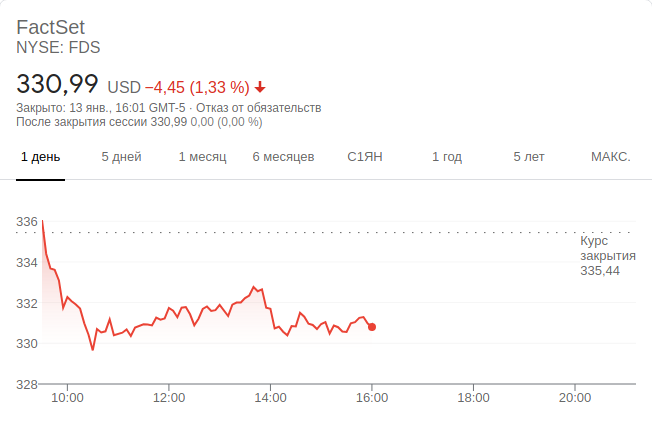 FactSet
NYSE: FDS
330,99 USD −4,45 (1,33 %)
Закрыто: 13 янв., 16:01 GMT-5 · Отказ от обязательств
После закрытия сессии 330,99 0,00 (0,00 %)
1 день 5 дней 1 месяц 6 месяцев С1ЯН 1 год 5 лет МАКС.
336
Курс
закрытия
335,44
334
332
330
328
10:00 12:00 14:00 16:00 18:00 20:00